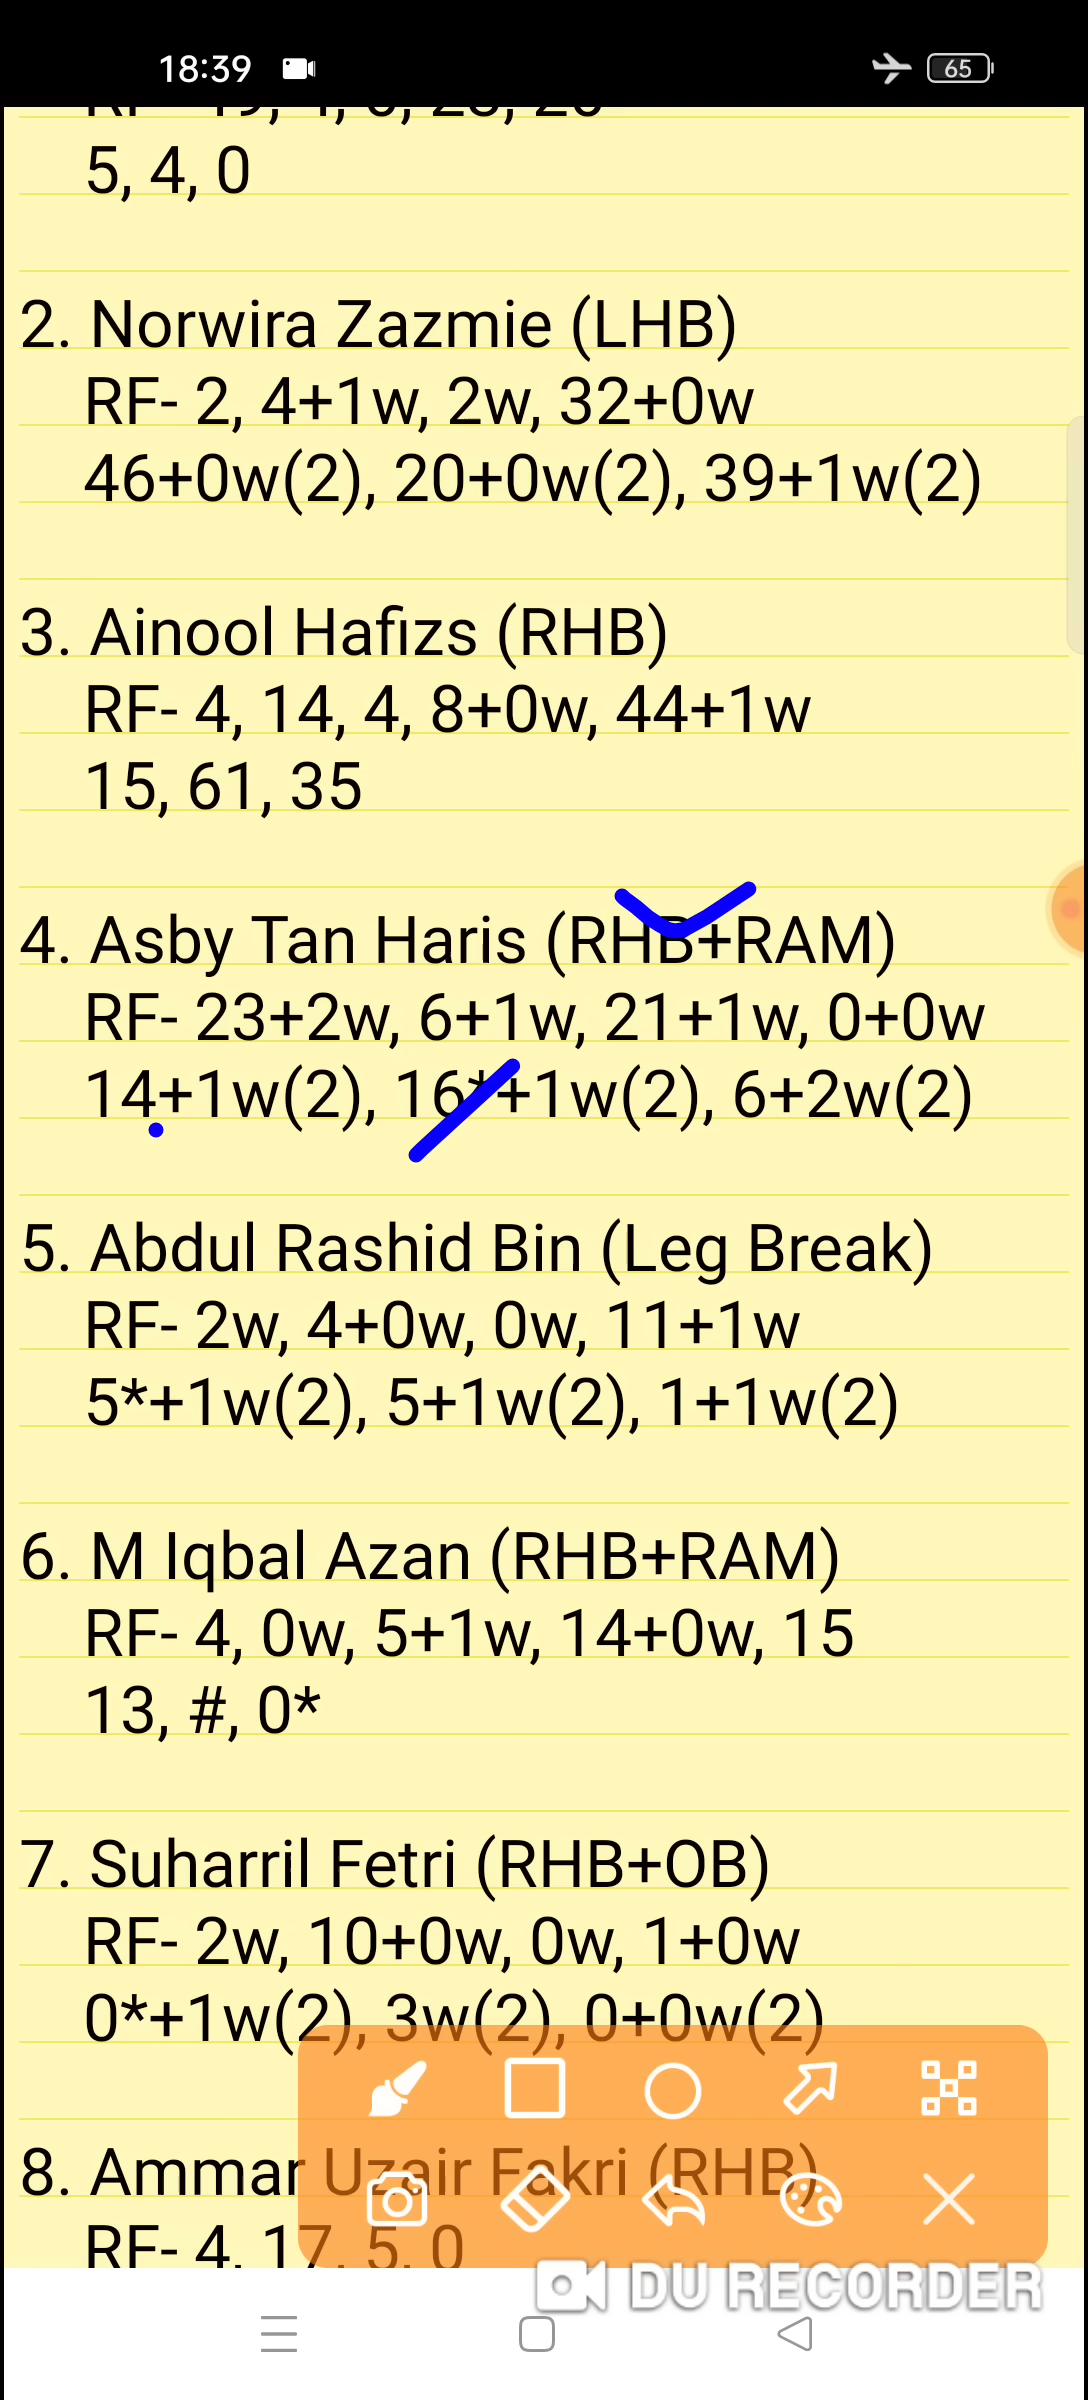 18:39
65
5, 4, 0
2. Norwira Zazmie (LHB)
RF- 2, 4+1w, 2w, 32+0w
46+0w(2), 20+0w(2), 39+1w(2)
3. Ainool Hafizs (RHB)
RF- 4, 14, 4, 8+0w, 44+1w
15, 61, 35
4. Asby Tan Haris (RHB+RAM)
RF- 23+2w, 6+1w, 21+1w, 0+0w
14+1w(2), 16*+1w(2), 6+2w(2)
5. Abdul Rashid Bin (Leg Break)
RF- 2w, 4+0w, 0w, 11+1w
5*+1w(2), 5+1w(2), 1+1w(2)
6. M Iqbal Azan (RHB+RAM)
RF- 4, 0w, 5+1w, 14+0w, 15
13, #, 0*
7. Suharril Fetri (RHB+OB)
RF- 2w, 10+0w, 0w, 1+0w
0*+1w(2), 3w(2), 0+0w(2)
8. Ammar Uzair Fakri (RHB)
RF- 4, 17, 5, 0
DU RECORDER